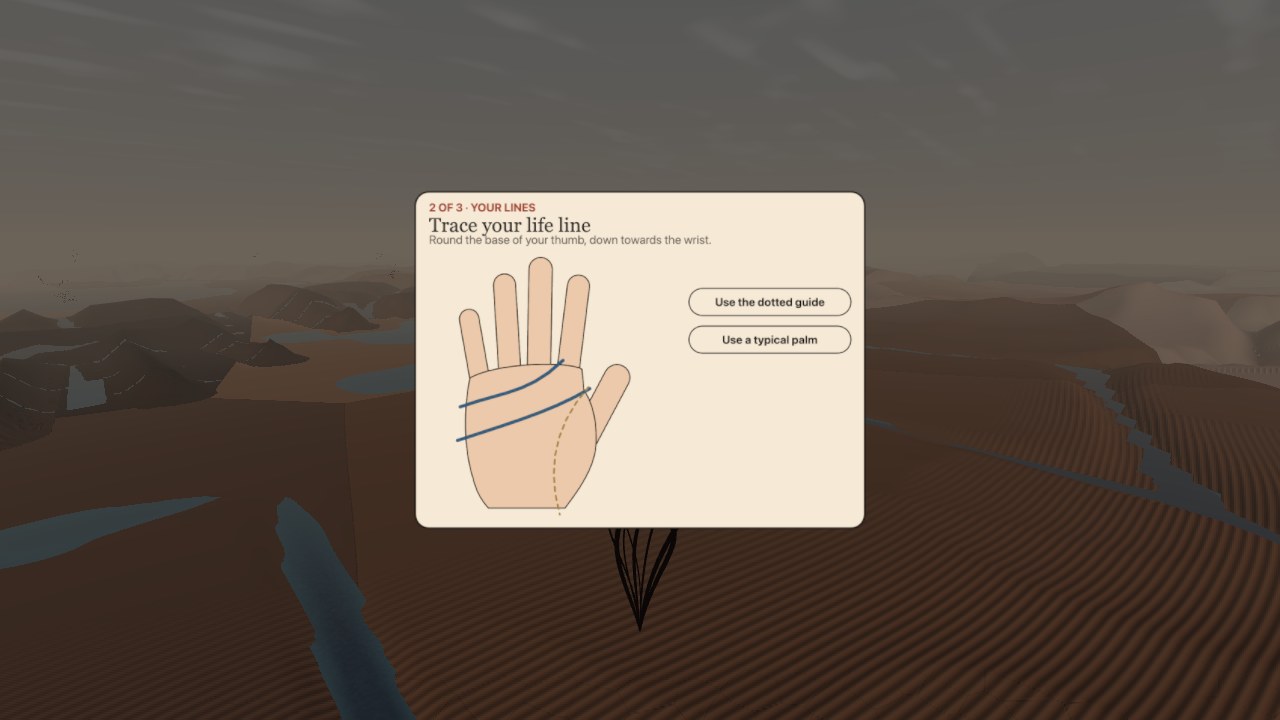 2 OF 3 · YOUR LINES
Trace your life line
Round the base of your thumb, down towards the wrist.
Use the dotted guide
Use a typical palm